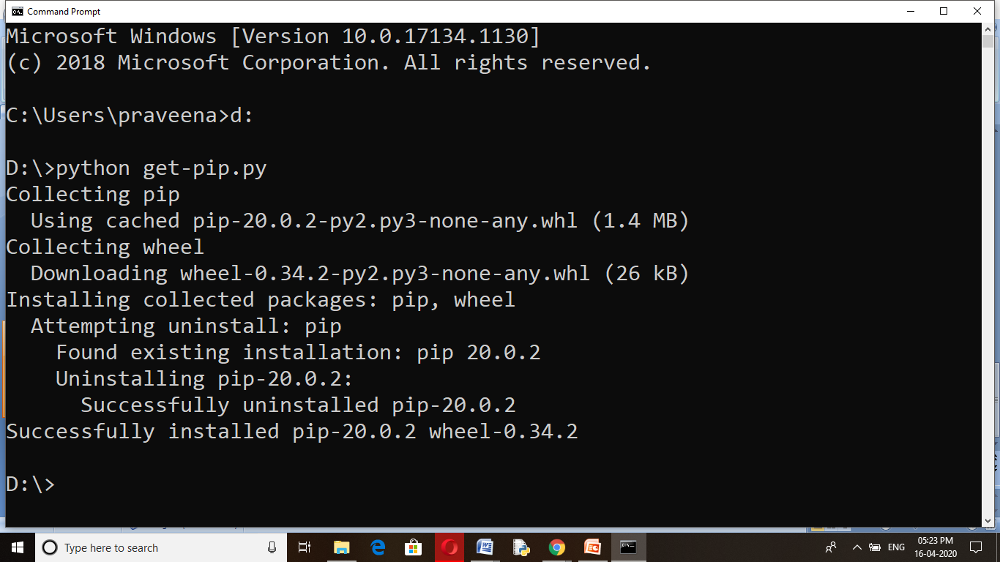 Command Prompt
Microsoft Windows [Version 10.0.17134.1130]
(c) 2018 Microsoft Corporation. All rights reserved.
C:\Users\praveena>d:
D:\>python get-pip.py
Collecting pip
  Using cached pip-20.0.2-py2.py3-none-any.whl (1.4 MB)
Collecting wheel
  Downloading wheel-0.34.2-py2.py3-none-any.whl (26 kB)
Installing collected packages: pip, wheel
  Attempting uninstall: pip
    Found existing installation: pip 20.0.2
    Uninstalling pip-20.0.2:
      Successfully uninstalled pip-20.0.2
Successfully installed pip-20.0.2 wheel-0.34.2
D:\>
Type here to search
ENG
05:23 PM
16-04-2020